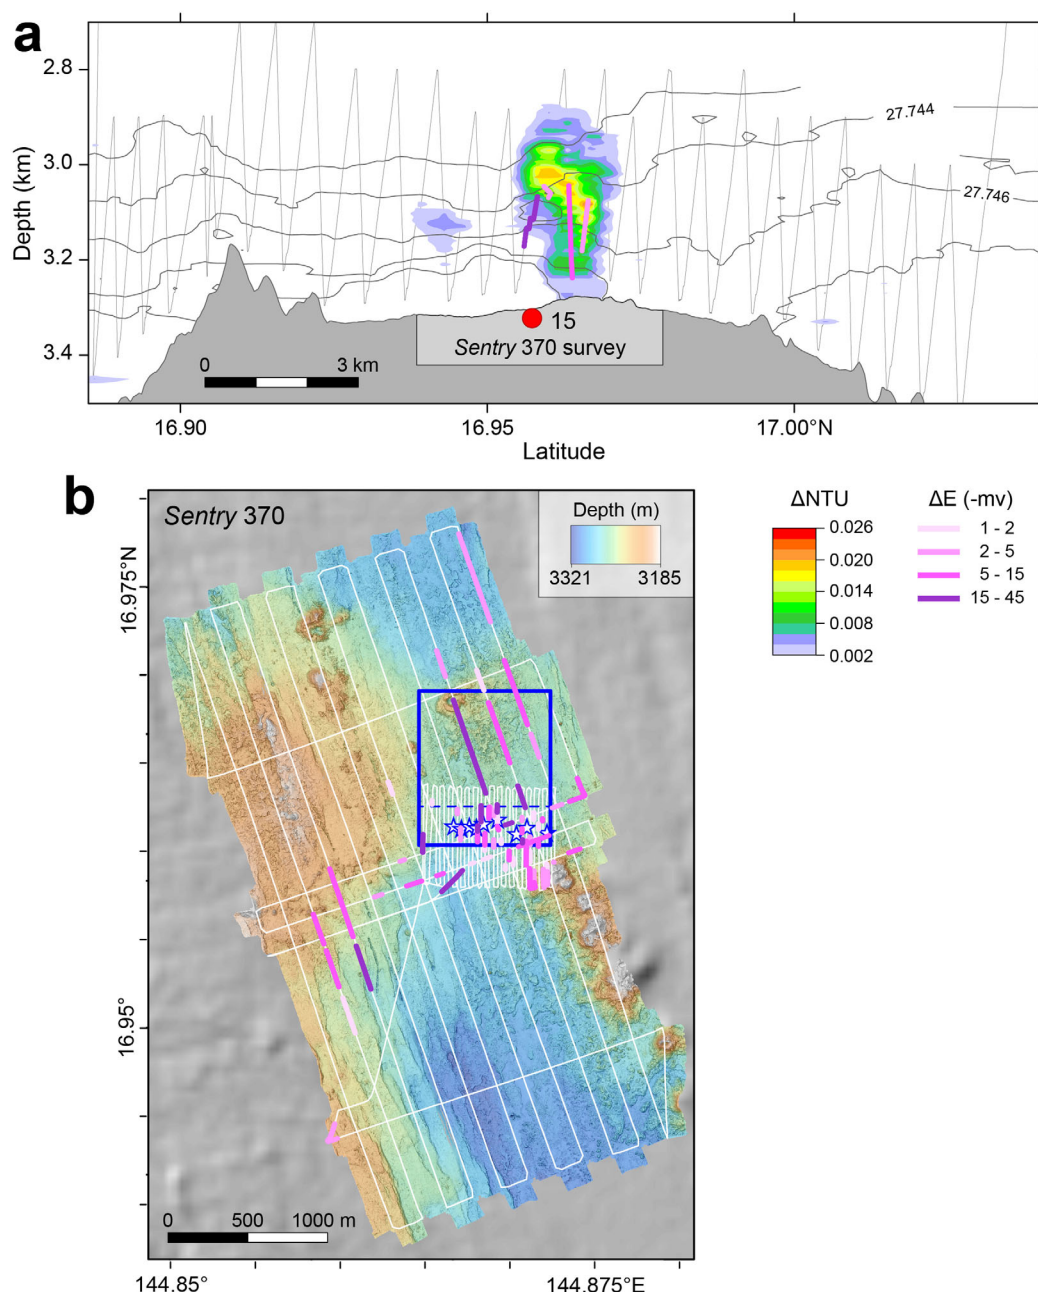 a
2.8
3.0
3.2
3.4
Depth (km)
27.744
27.746
15
Sentry 370 survey
0 3 km
16.90 16.95 17.00°N
Latitude
b
Sentry 370
Depth (m)
3321 3185
16.975°N
16.95°
0 500 1000 m
144.85° 144.875°E
ΔNTU
0.026
0.020
0.014
0.008
0.002
ΔE (-mv)
1 - 2
2 - 5
5 - 15
15 - 45